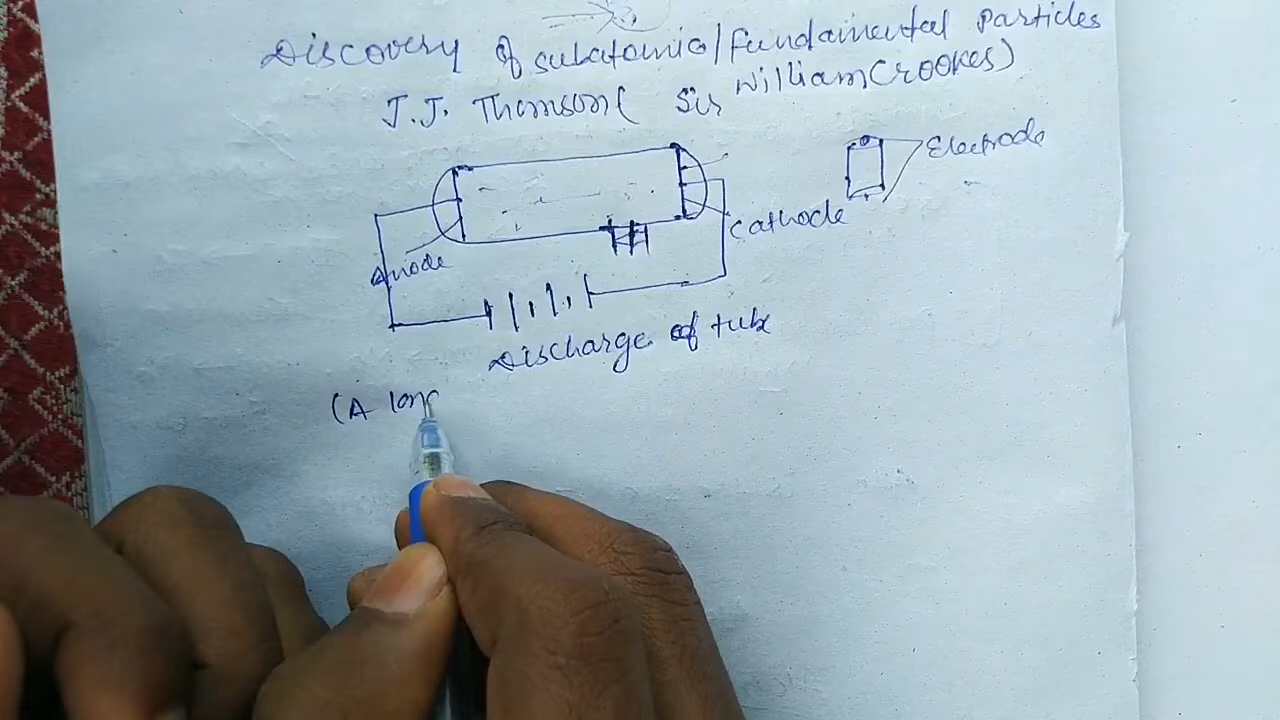 Discovery of subatomic/fundamental particles
J.J. Thomson( Sir William Crookes)
Electrode
Cathode
Anode
Discharge of tube
(A long